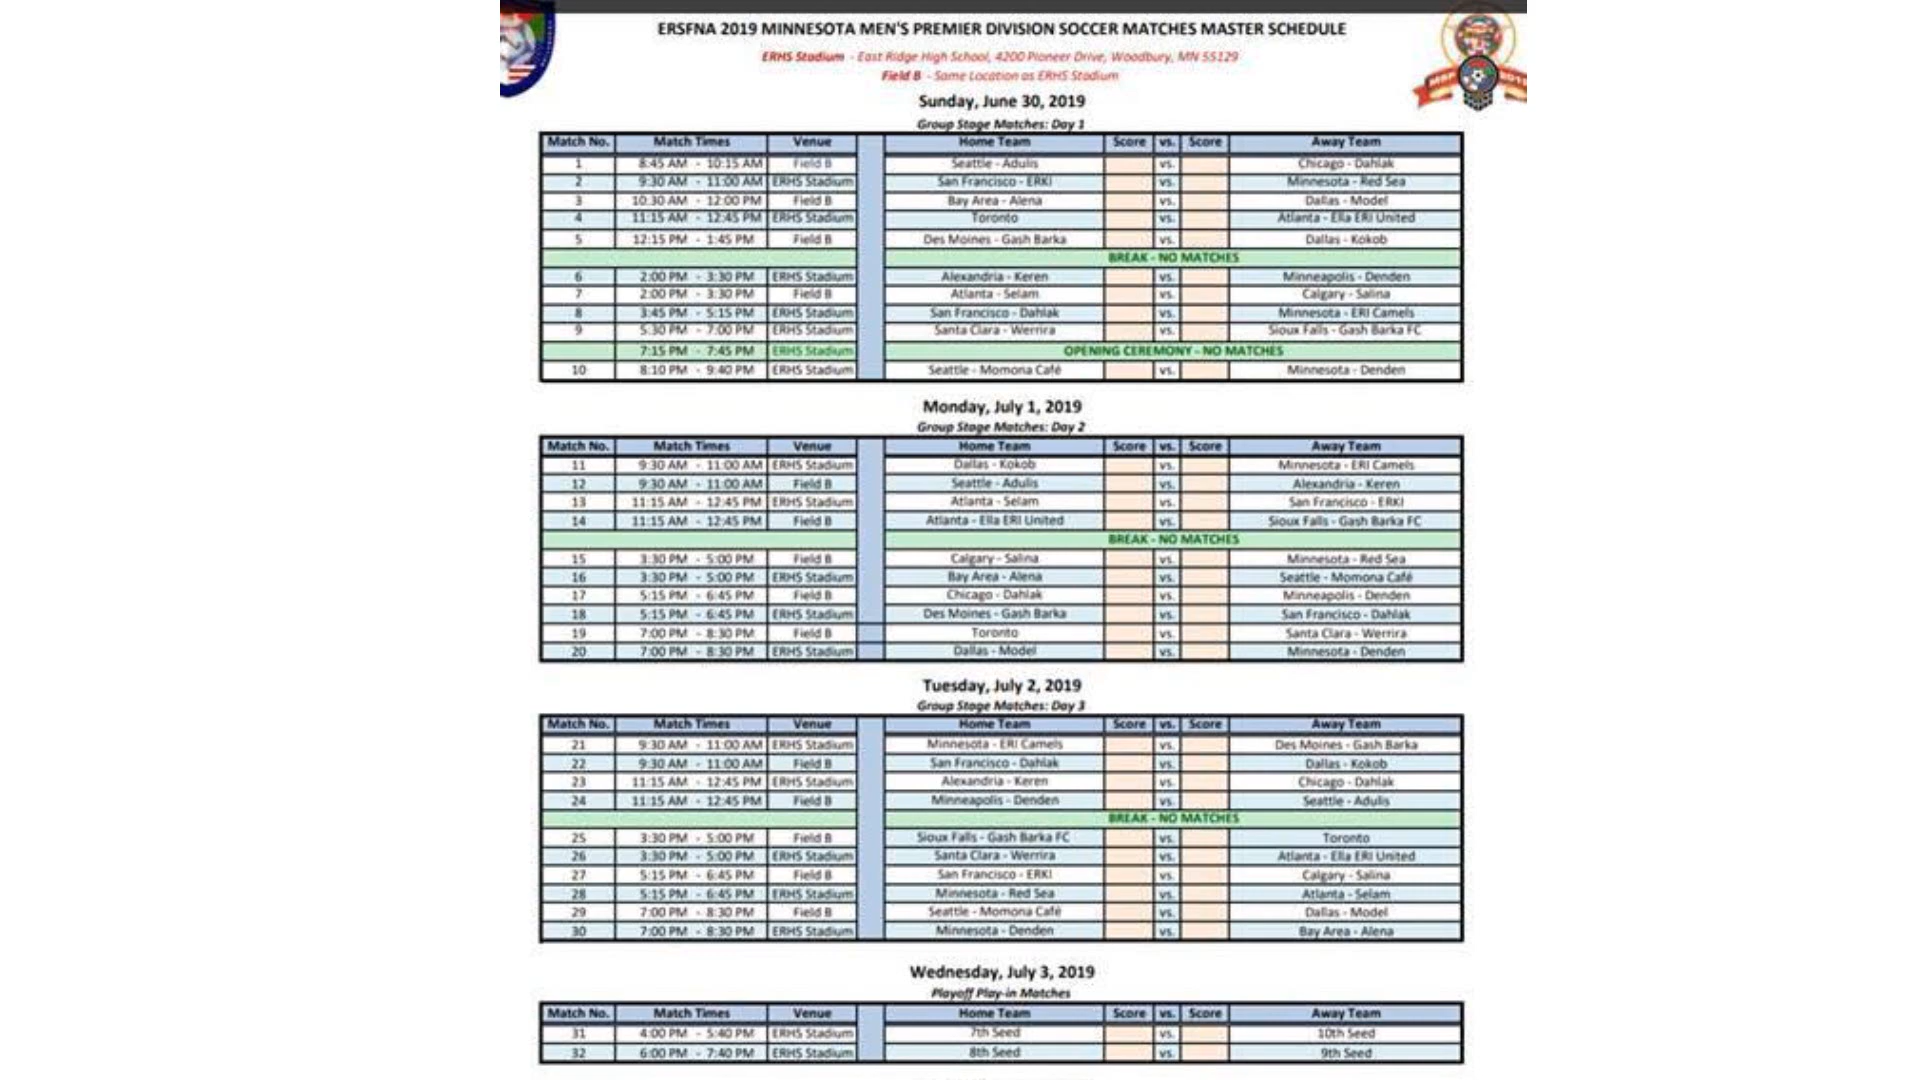 ERSFNA 2019 MINNESOTA MEN'S PREMIER DIVISION SOCCER MATCHES MASTER SCHEDULE
ERHS Stadium - East Ridge High School, 4200 Pioneer Drive, Woodbury, MN 55129
Field B - Same Location as ERHS Stadium
Sunday, June 30, 2019
Group Stage Matches: Day 1
Match No. Match Times Venue Home Team Score vs. Score Away Team
1 8:45 AM - 10:15 AM Field B Seattle - Adulis vs. Chicago - Dahlak
2 9:30 AM - 11:00 AM ERHS Stadium San Francisco - ERKI vs. Minnesota - Red Sea
3 10:30 AM - 12:00 PM Field B Bay Area - Alena vs. Dallas - Model
4 11:15 AM - 12:45 PM ERHS Stadium Toronto vs. Atlanta - Ella ERI United
5 12:15 PM - 1:45 PM Field B Des Moines - Gash Barka vs. Dallas - Kokob
BREAK - NO MATCHES
6 2:00 PM - 3:30 PM ERHS Stadium Alexandria - Keren vs. Minneapolis - Denden
7 2:00 PM - 3:30 PM Field B Atlanta - Selam vs. Calgary - Salina
8 3:45 PM - 5:15 PM ERHS Stadium San Francisco - Dahlak vs. Minnesota - ERI Camels
9 5:30 PM - 7:00 PM ERHS Stadium Santa Clara - Werrira vs. Sioux Falls - Gash Barka FC
7:15 PM - 7:45 PM ERHS Stadium OPENING CEREMONY - NO MATCHES
10 8:10 PM - 9:40 PM ERHS Stadium Seattle - Momona Café vs. Minnesota - Denden
Monday, July 1, 2019
Group Stage Matches: Day 2
Match No. Match Times Venue Home Team Score vs. Score Away Team
11 9:30 AM - 11:00 AM ERHS Stadium Dallas - Kokob vs. Minnesota - ERI Camels
12 9:30 AM - 11:00 AM Field B Seattle - Adulis vs. Alexandria - Keren
13 11:15 AM - 12:45 PM ERHS Stadium Atlanta - Selam vs. San Francisco - ERKI
14 11:15 AM - 12:45 PM Field B Atlanta - Ella ERI United vs. Sioux Falls - Gash Barka FC
BREAK - NO MATCHES
15 3:30 PM - 5:00 PM Field B Calgary - Salina vs. Minnesota - Red Sea
16 3:30 PM - 5:00 PM ERHS Stadium Bay Area - Alena vs. Seattle - Momona Café
17 5:15 PM - 6:45 PM Field B Chicago - Dahlak vs. Minneapolis - Denden
18 5:15 PM - 6:45 PM ERHS Stadium Des Moines - Gash Barka vs. San Francisco - Dahlak
19 7:00 PM - 8:30 PM Field B Toronto vs. Santa Clara - Werrira
20 7:00 PM - 8:30 PM ERHS Stadium Dallas - Model vs. Minnesota - Denden
Tuesday, July 2, 2019
Group Stage Matches: Day 3
Match No. Match Times Venue Home Team Score vs. Score Away Team
21 9:30 AM - 11:00 AM ERHS Stadium Minnesota - ERI Camels vs. Des Moines - Gash Barka
22 9:30 AM - 11:00 AM Field B San Francisco - Dahlak vs. Dallas - Kokob
23 11:15 AM - 12:45 PM ERHS Stadium Alexandria - Keren vs. Chicago - Dahlak
24 11:15 AM - 12:45 PM Field B Minneapolis - Denden vs. Seattle - Adulis
BREAK - NO MATCHES
25 3:30 PM - 5:00 PM Field B Sioux Falls - Gash Barka FC vs. Toronto
26 3:30 PM - 5:00 PM ERHS Stadium Santa Clara - Werrira vs. Atlanta - Ella ERI United
27 5:15 PM - 6:45 PM Field B San Francisco - ERKI vs. Calgary - Salina
28 5:15 PM - 6:45 PM ERHS Stadium Minnesota - Red Sea vs. Atlanta - Selam
29 7:00 PM - 8:30 PM Field B Seattle - Momona Café vs. Dallas - Model
30 7:00 PM - 8:30 PM ERHS Stadium Minnesota - Denden vs. Bay Area - Alena
Wednesday, July 3, 2019
Playoff Play-in Matches
Match No. Match Times Venue Home Team Score vs. Score Away Team
31 4:00 PM - 5:40 PM ERHS Stadium 7th Seed vs. 10th Seed
32 6:00 PM - 7:40 PM ERHS Stadium 8th Seed vs. 9th Seed